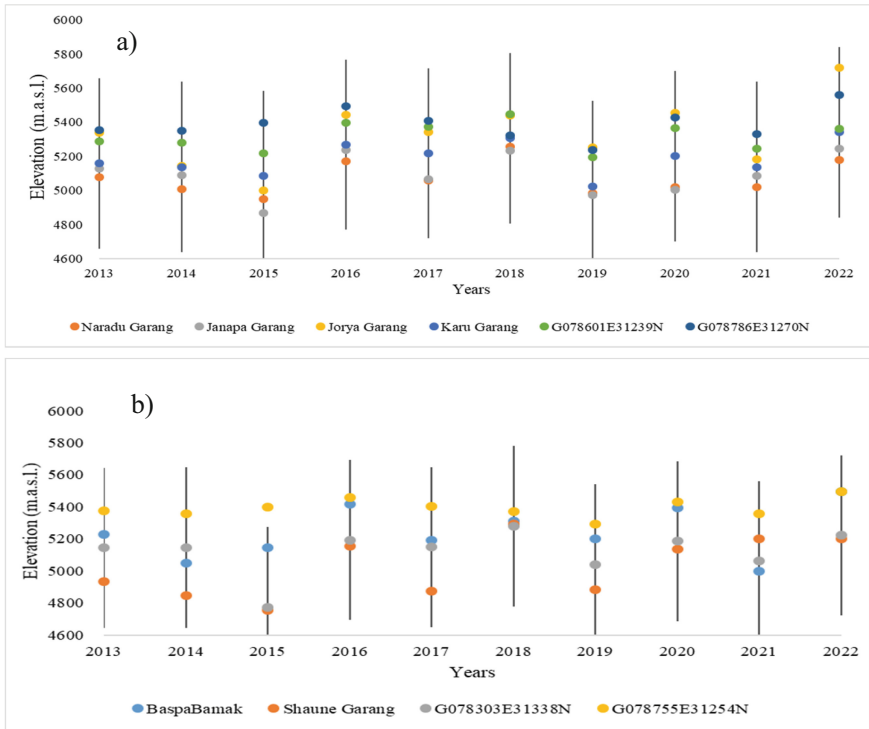 a)
6000
5800
5600
5400
5200
5000
4800
4600
Elevation (m.a.s.l.)
2013 2014 2015 2016 2017 2018 2019 2020 2021 2022
Years
Naradu Garang Janapa Garang Jorya Garang Karu Garang G078601E31239N G078786E31270N
b)
6000
5800
5600
5400
5200
5000
4800
4600
Elevation (m.a.s.l.)
2013 2014 2015 2016 2017 2018 2019 2020 2021 2022
Years
BaspaBamak Shaune Garang G078303E31338N G078755E31254N